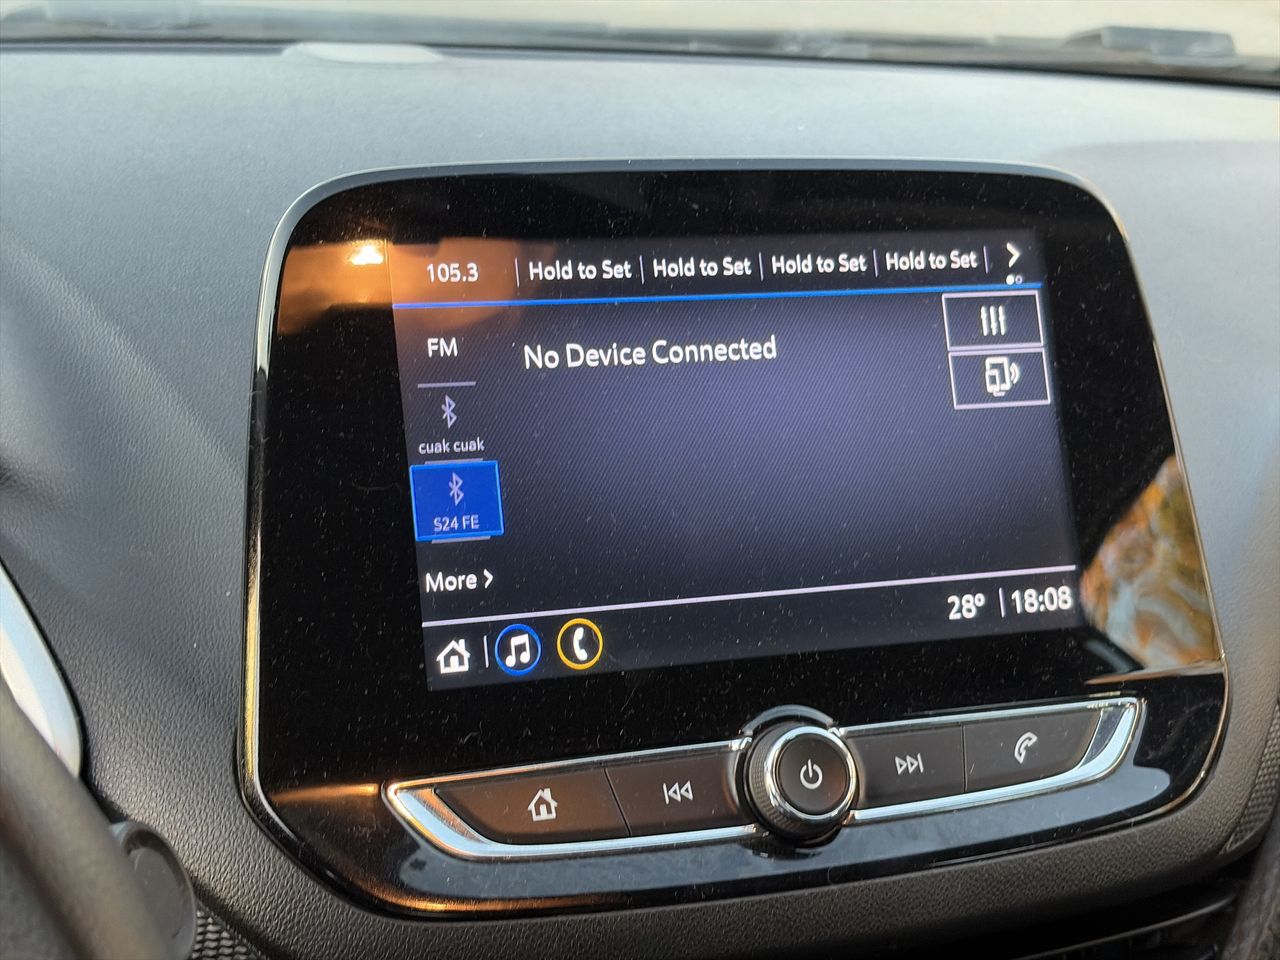 105.3 Hold to Set Hold to Set Hold to Set Hold to Set
FM
No Device Connected
cuak cuak
S24 FE
More
28° 18:08